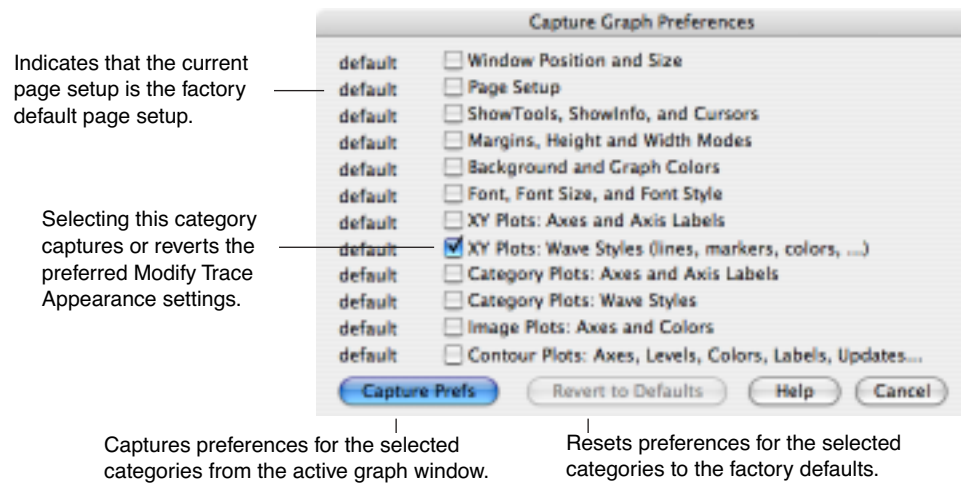 Capture Graph Preferences
Indicates that the current
page setup is the factory
default page setup.
default Window Position and Size
default Page Setup
default ShowTools, ShowInfo, and Cursors
default Margins, Height and Width Modes
default Background and Graph Colors
default Font, Font Size, and Font Style
default XY Plots: Axes and Axis Labels
default XY Plots: Wave Styles (lines, markers, colors, ...)
default Category Plots: Axes and Axis Labels
default Category Plots: Wave Styles
default Image Plots: Axes and Colors
default Contour Plots: Axes, Levels, Colors, Labels, Updates...
Selecting this category
captures or reverts the
preferred Modify Trace
Appearance settings.
Capture Prefs Revert to Defaults Help Cancel
Captures preferences for the selected
categories from the active graph window.
Resets preferences for the selected
categories to the factory defaults.